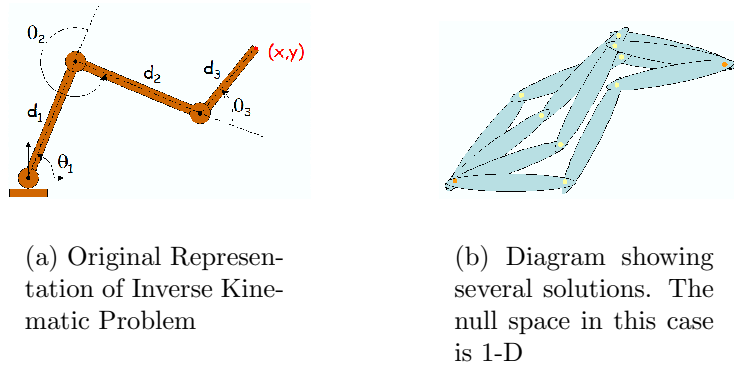 θ₂
(x,y)
d₂
d₃
d₁
θ₃
θ₁
(a) Original Represen-
tation of Inverse Kine-
matic Problem
(b) Diagram showing
several solutions. The
null space in this case
is 1-D